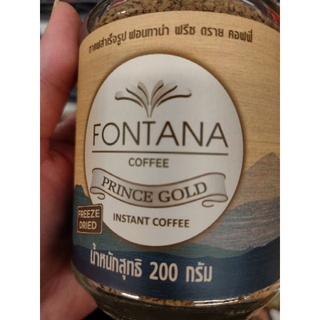 กาแฟสำเร็จรูป ฟอนทาน่า ฟรีซ ดราย คอฟฟี่
FONTANA
COFFEE
PRINCE GOLD
FREEZE
DRIED
INSTANT COFFEE
น้ำหนักสุทธิ 200 กรัม